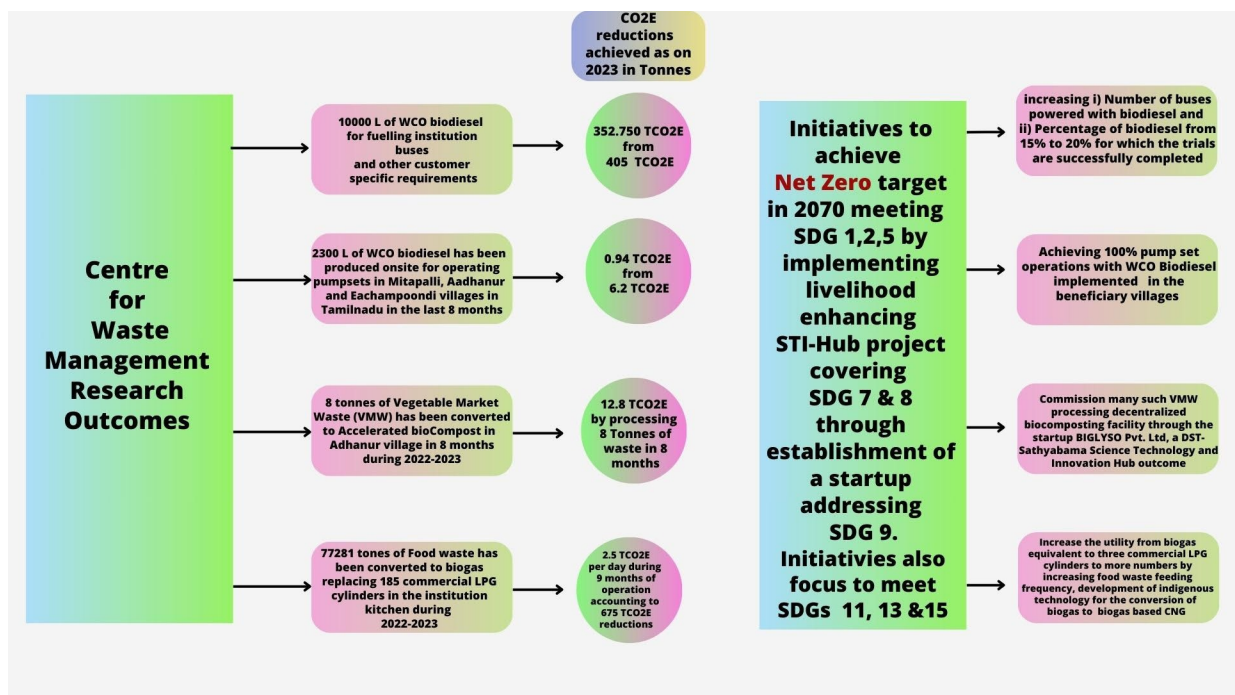 CO2E
reductions
achieved as on
2023 in Tonnes
Centre
for
Waste
Management
Research
Outcomes
10000 L of WCO biodiesel
for fuelling institution
buses
and other customer
specific requirements
352.750 TCO2E
from
405 TCO2E
2300 L of WCO biodiesel has been
produced onsite for operating
pumpsets in Mitapalli, Aadhanur
and Eachampoondi villages in
Tamilnadu in the last 8 months
0.94 TCO2E
from
6.2 TCO2E
8 tonnes of Vegetable Market
Waste (VMW) has been converted
to Accelerated bioCompost in
Adhanur village in 8 months
during 2022-2023
12.8 TCO2E
by processing
8 Tonnes of
waste in 8
months
77281 tones of Food waste has
been converted to biogas
replacing 185 commercial LPG
cylinders in the institution
kitchen during
2022-2023
2.5 TCO2E
per day during
9 months of
operation
accounting to
675 TCO2E
reductions
Initiatives to
achieve
Net Zero target
in 2070 meeting
SDG 1,2,5 by
implementing
livelihood
enhancing
STI-Hub project
covering
SDG 7 & 8
through
establishment of
a startup
addressing
SDG 9.
Initiativies also
focus to meet
SDGs 11, 13 &15
increasing i) Number of buses
powered with biodiesel and
ii) Percentage of biodiesel from
15% to 20% for which the trials
are successfully completed
Achieving 100% pump set
operations with WCO Biodiesel
implemented in the
beneficiary villages
Commission many such VMW
processing decentralized
biocomposting facility through the
startup BIGLYSO Pvt. Ltd, a DST-
Sathyabama Science Technology and
Innovation Hub outcome
Increase the utility from biogas
equivalent to three commercial LPG
cylinders to more numbers by
increasing food waste feeding
frequency, development of indigenous
technology for the conversion of
biogas to biogas based CNG